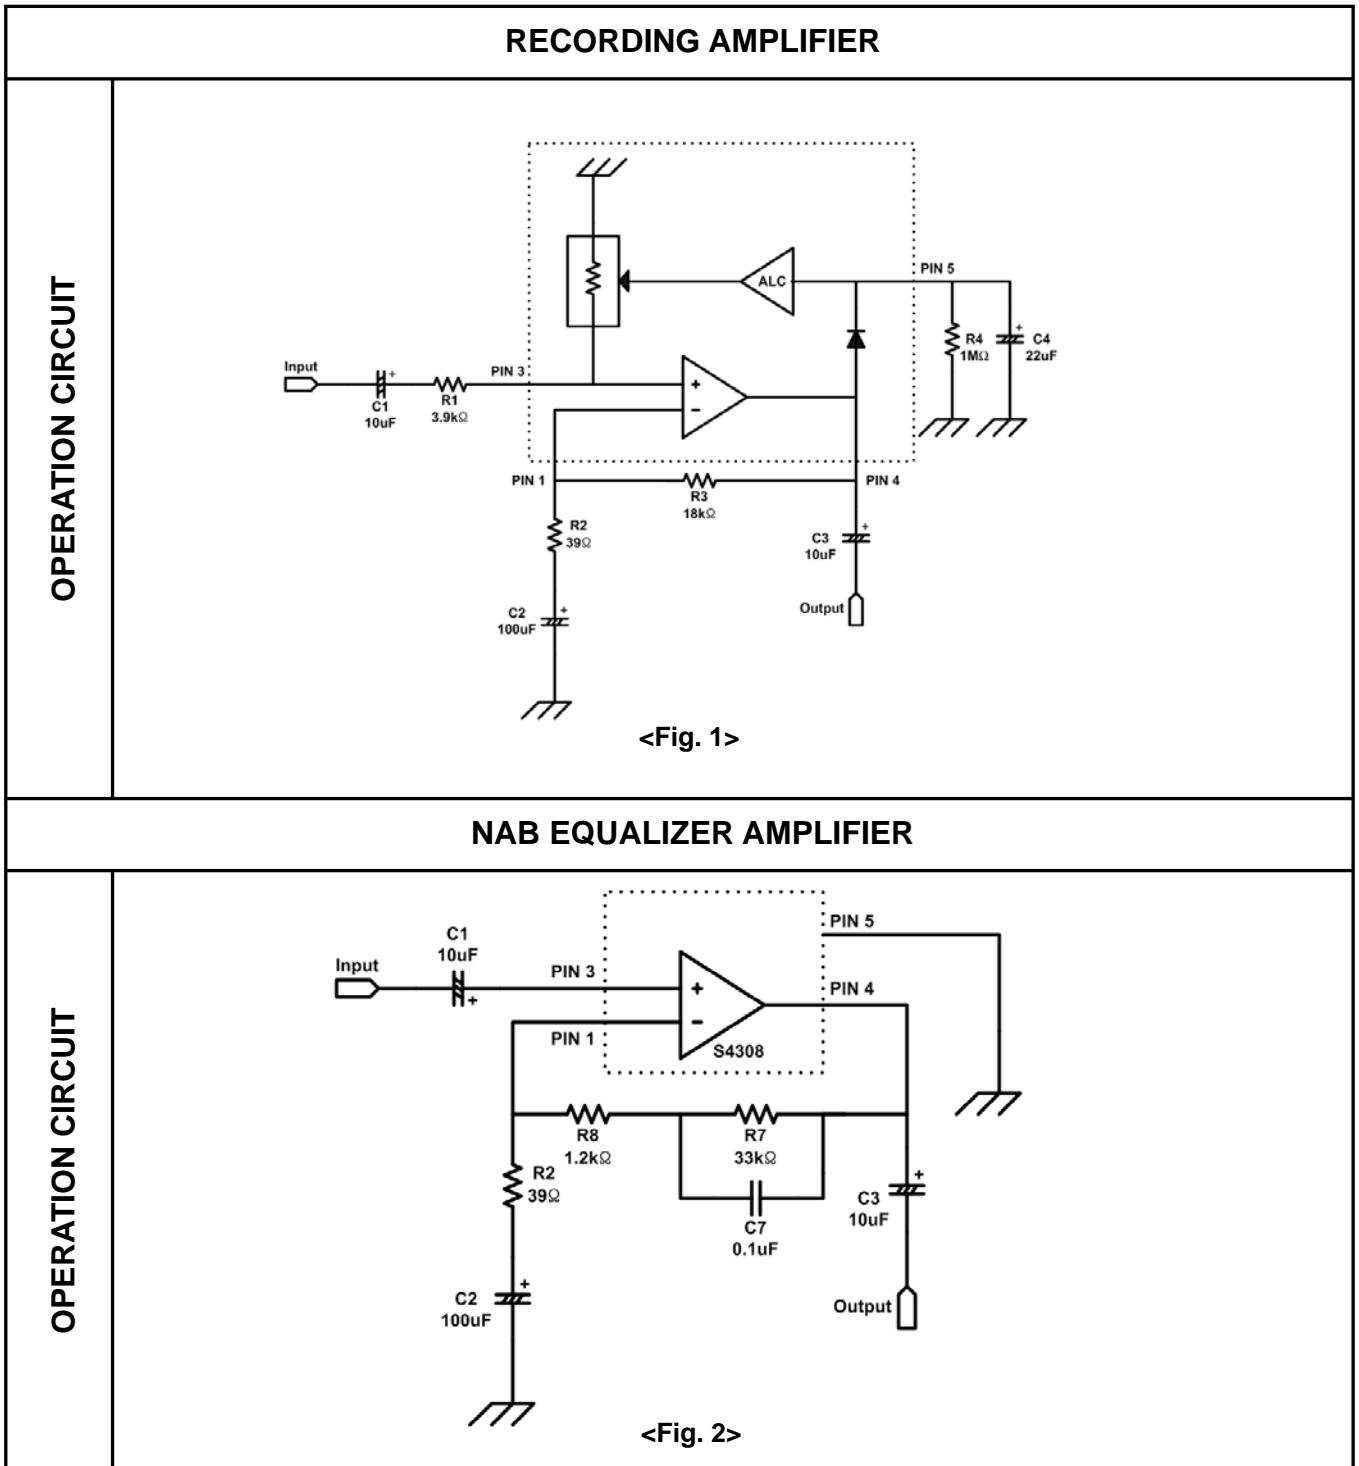 RECORDING AMPLIFIER
OPERATION CIRCUIT
ALC
PIN 5
R4
1MΩ
C4
22uF
+
Input
+
C1
10uF
R1
3.9kΩ
PIN 3
+
−
PIN 1
R3
18kΩ
PIN 4
R2
39Ω
C3
10uF
+
C2
100uF
+
Output
<Fig. 1>
NAB EQUALIZER AMPLIFIER
OPERATION CIRCUIT
C1
10uF
Input
+
PIN 3
PIN 5
PIN 4
+
−
PIN 1
S4308
R8
1.2kΩ
R7
33kΩ
R2
39Ω
C7
0.1uF
C3
10uF
+
C2
100uF
+
Output
<Fig. 2>